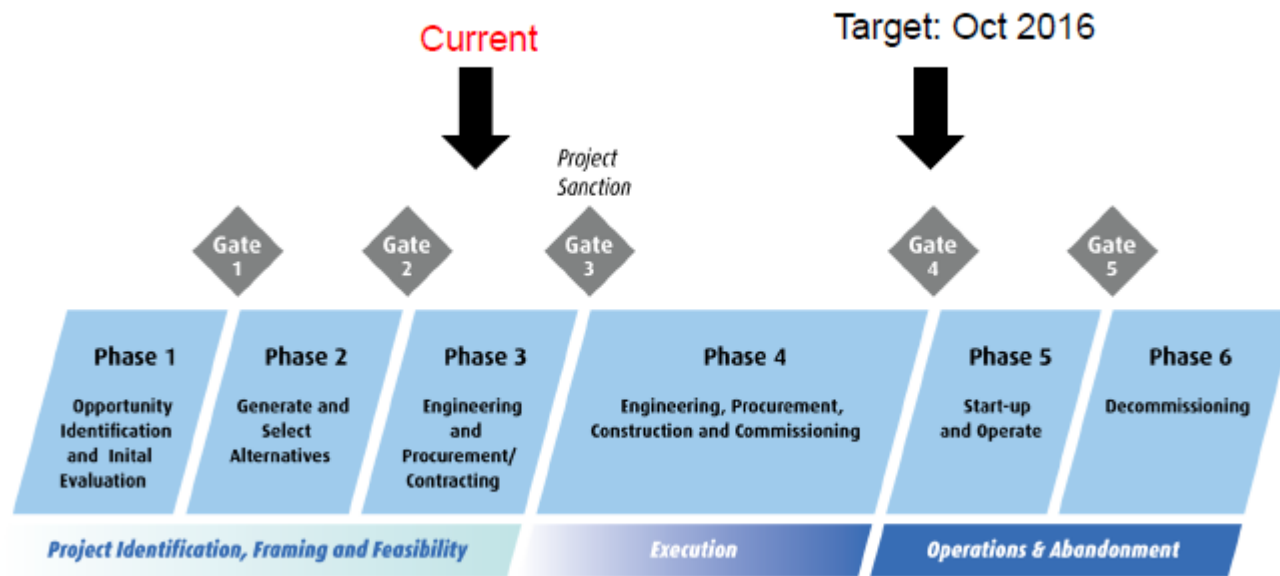 Current
Target: Oct 2016
Project
Sanction
Gate
1
Gate
2
Gate
3
Gate
4
Gate
5
Phase 1
Opportunity
Identification
and Inital
Evaluation
Phase 2
Generate and
Select
Alternatives
Phase 3
Engineering
and
Procurement/
Contracting
Phase 4
Engineering, Procurement,
Construction and Commissioning
Phase 5
Start-up
and Operate
Phase 6
Decommissioning
Project Identification, Framing and Feasibility
Execution
Operations & Abandonment